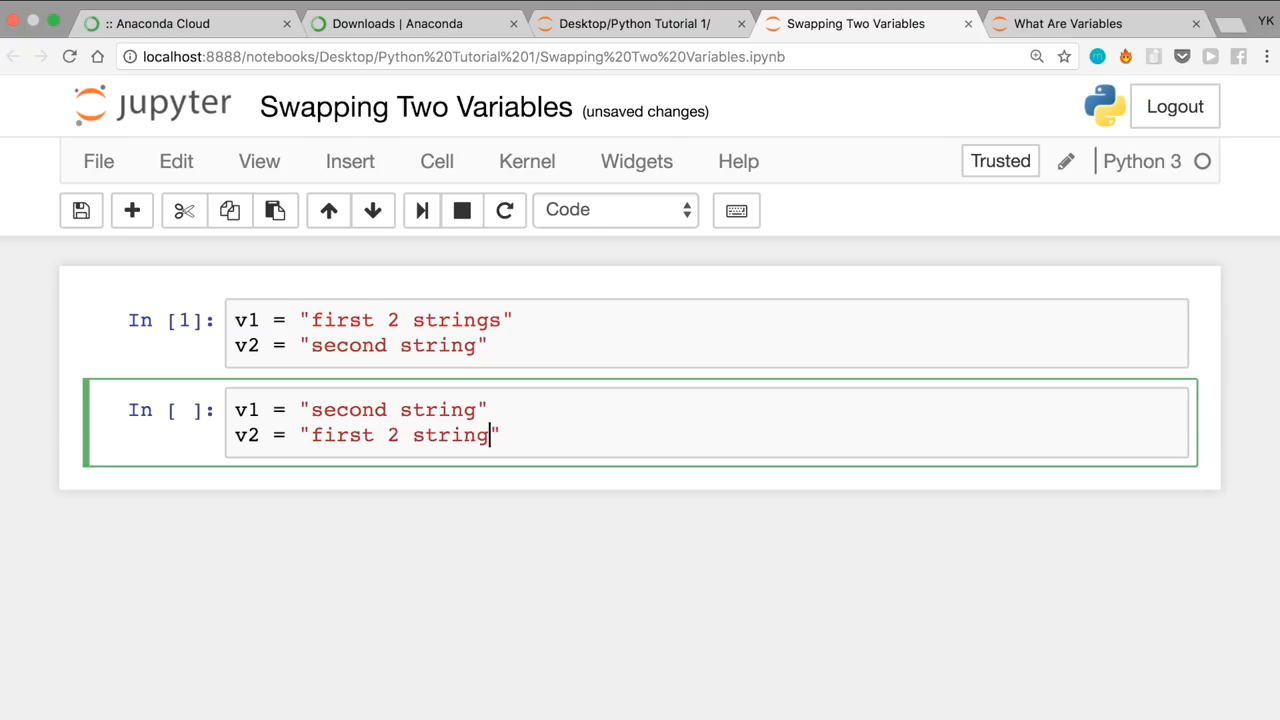 :: Anaconda Cloud
Downloads | Anaconda
Desktop/Python Tutorial 1/
Swapping Two Variables
What Are Variables
YK
localhost:8888/notebooks/Desktop/Python%20Tutorial%201/Swapping%20Two%20Variables.ipynb
jupyter Swapping Two Variables (unsaved changes)
Logout
File Edit View Insert Cell Kernel Widgets Help
Trusted
Python 3
Code
In [1]: v1 = "first 2 strings"
v2 = "second string"
In [ ]: v1 = "second string"
v2 = "first 2 string"